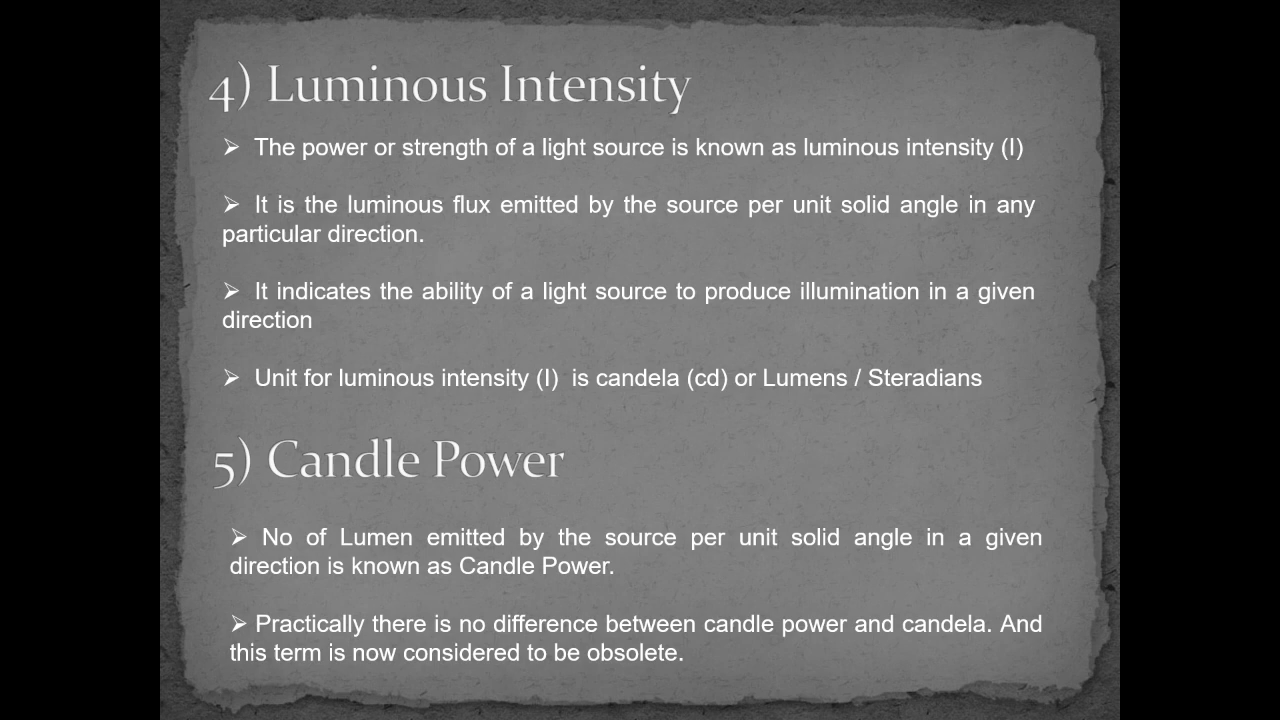 4) Luminous Intensity
➢ The power or strength of a light source is known as luminous intensity (I)
➢ It is the luminous flux emitted by the source per unit solid angle in any
particular direction.
➢ It indicates the ability of a light source to produce illumination in a given
direction
➢ Unit for luminous intensity (I)  is candela (cd) or Lumens / Steradians
5) Candle Power
➢ No of Lumen emitted by the source per unit solid angle in a given
direction is known as Candle Power.
➢ Practically there is no difference between candle power and candela. And
this term is now considered to be obsolete.